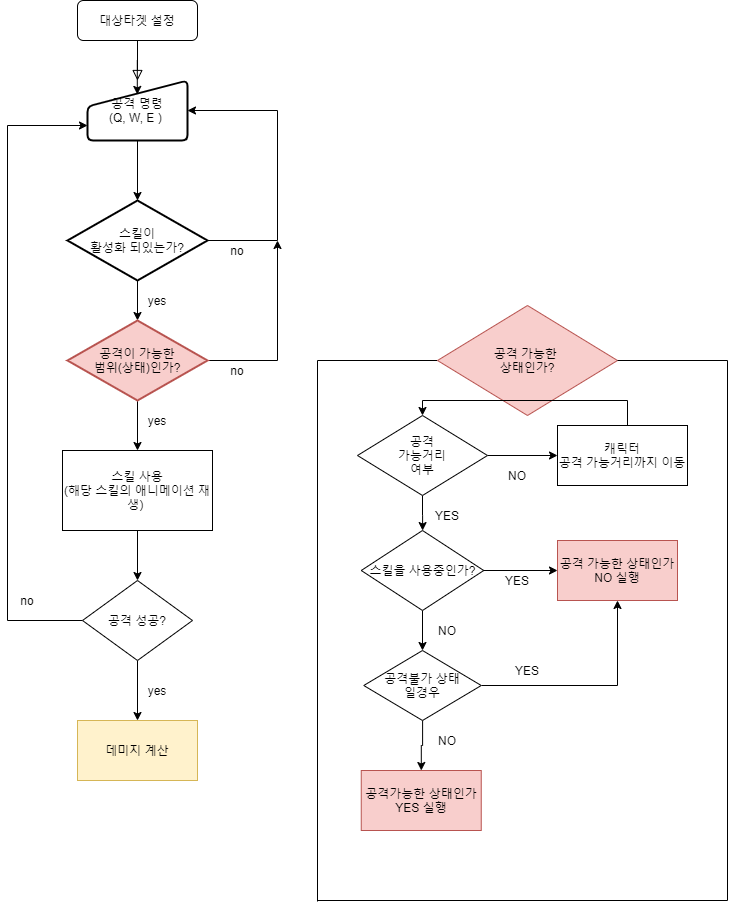 대상타겟 설정
공격 명령
(Q, W, E )
스킬이
활성화 되있는가?
no
yes
공격이 가능한
범위(상태)인가?
no
yes
스킬 사용
(해당 스킬의 애니메이션 재
생)
공격 성공?
no
yes
데미지 계산
공격 가능한
상태인가?
공격
가능거리
여부
NO
캐릭터
공격 가능거리까지 이동
YES
스킬을 사용중인가?
YES
공격 가능한 상태인가
NO 실행
NO
공격불가 상태
일경우
YES
NO
공격가능한 상태인가
YES 실행